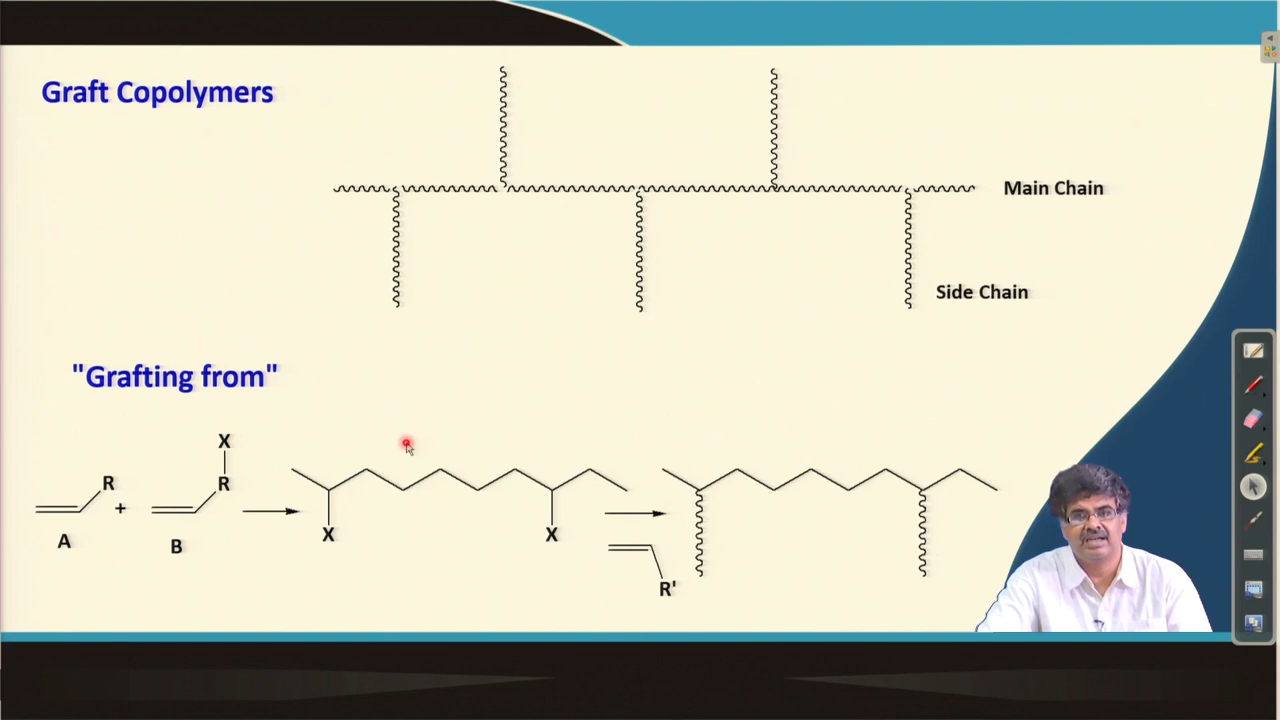 Graft Copolymers
Main Chain
Side Chain
"Grafting from"
X
R
+
R
A
B
X
X
R'